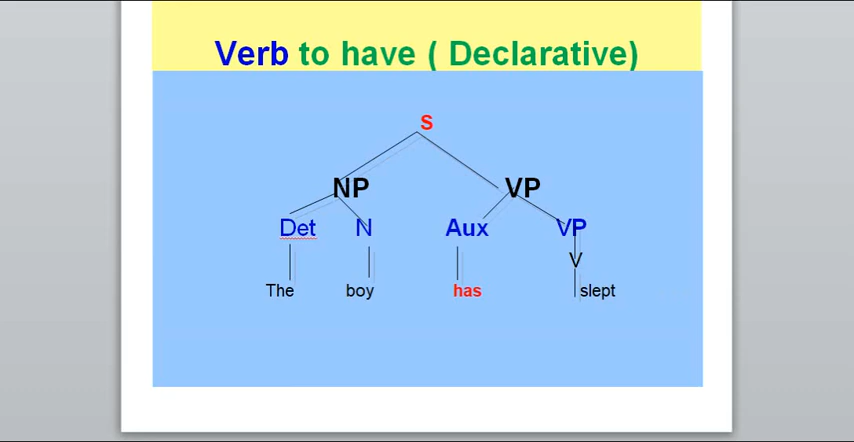 Verb to have ( Declarative)
S
NP VP
Det N Aux VP
V
The boy has slept